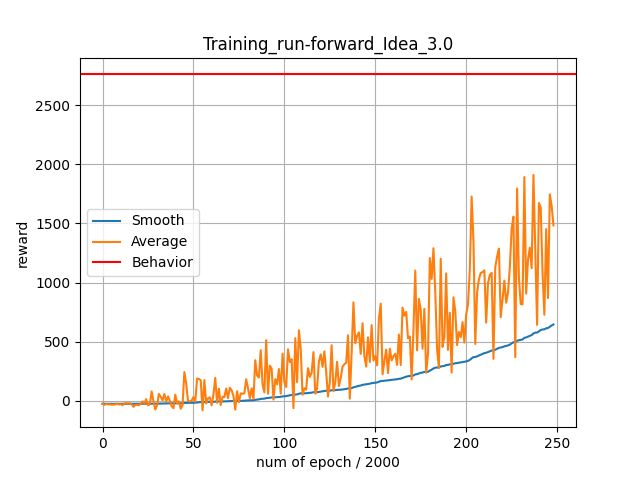 Training_run-forward_Idea_3.0
reward
2500
2000
1500
1000
500
0
Smooth
Average
Behavior
0 50 100 150 200 250
num of epoch / 2000